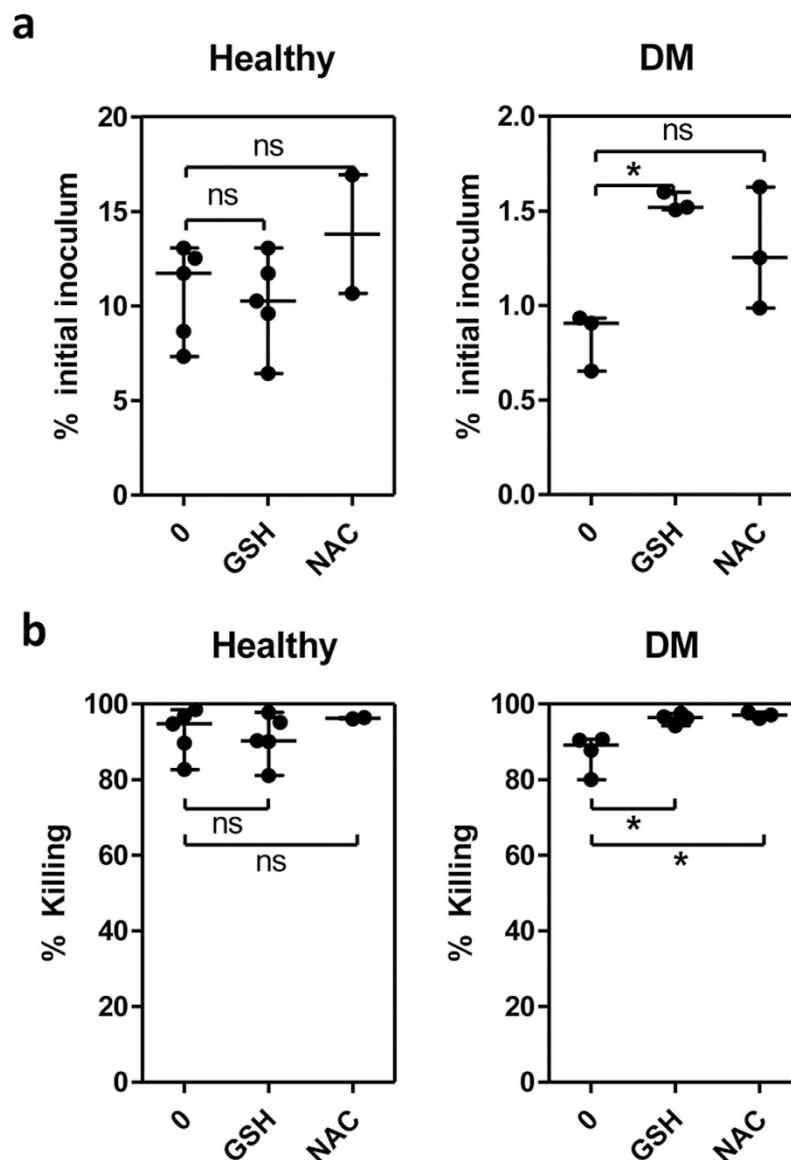 a
Healthy
DM
% initial inoculum
20
15
10
5
0
ns
ns
0
GSH
NAC
% initial inoculum
2.0
1.5
1.0
0.5
0.0
ns
*
0
GSH
NAC
b
Healthy
DM
% Killing
100
80
60
40
20
0
ns
ns
0
GSH
NAC
% Killing
100
80
60
40
20
0
*
*
0
GSH
NAC